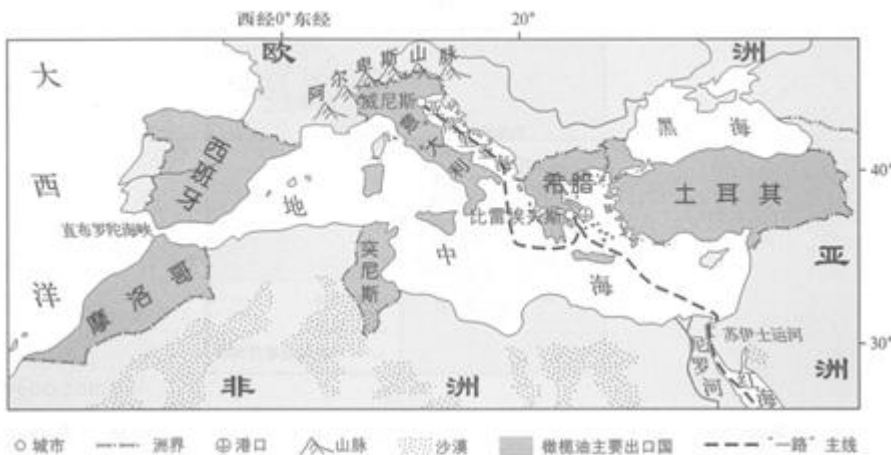 西经0°东经
20°
欧
洲
阿尔卑斯山脉
大西洋
威尼斯
意大利
黑海
西班牙
希腊
土耳其
40°
地中海
比雷埃夫斯
直布罗陀海峡
突尼斯
亚洲
摩洛哥
苏伊士运河
30°
尼罗河
非洲
海
城市
洲界
港口
山脉
沙漠
橄榄油主要出口国
"一路"主线